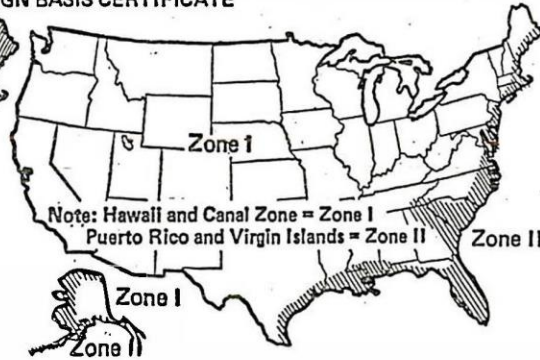 GN BASIS CERTIFICATE
Zone I
Note: Hawaii and Canal Zone = Zone I
Puerto Rico and Virgin Islands = Zone II
Zone II
Zone I
Zone II